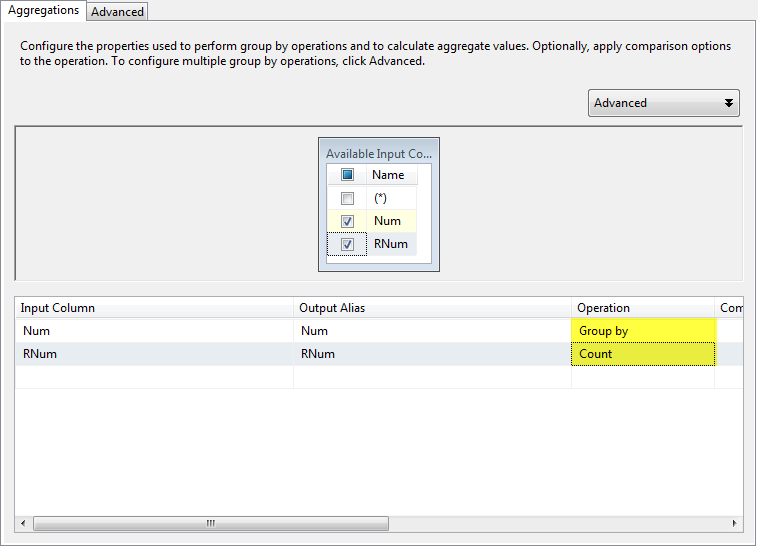 Aggregations Advanced
Configure the properties used to perform group by operations and to calculate aggregate values. Optionally, apply comparison options
to the operation. To configure multiple group by operations, click Advanced.
Advanced
Available Input Co...
Name
(*)
Num
RNum
Input Column Output Alias Operation Com
Num Num Group by
RNum RNum Count